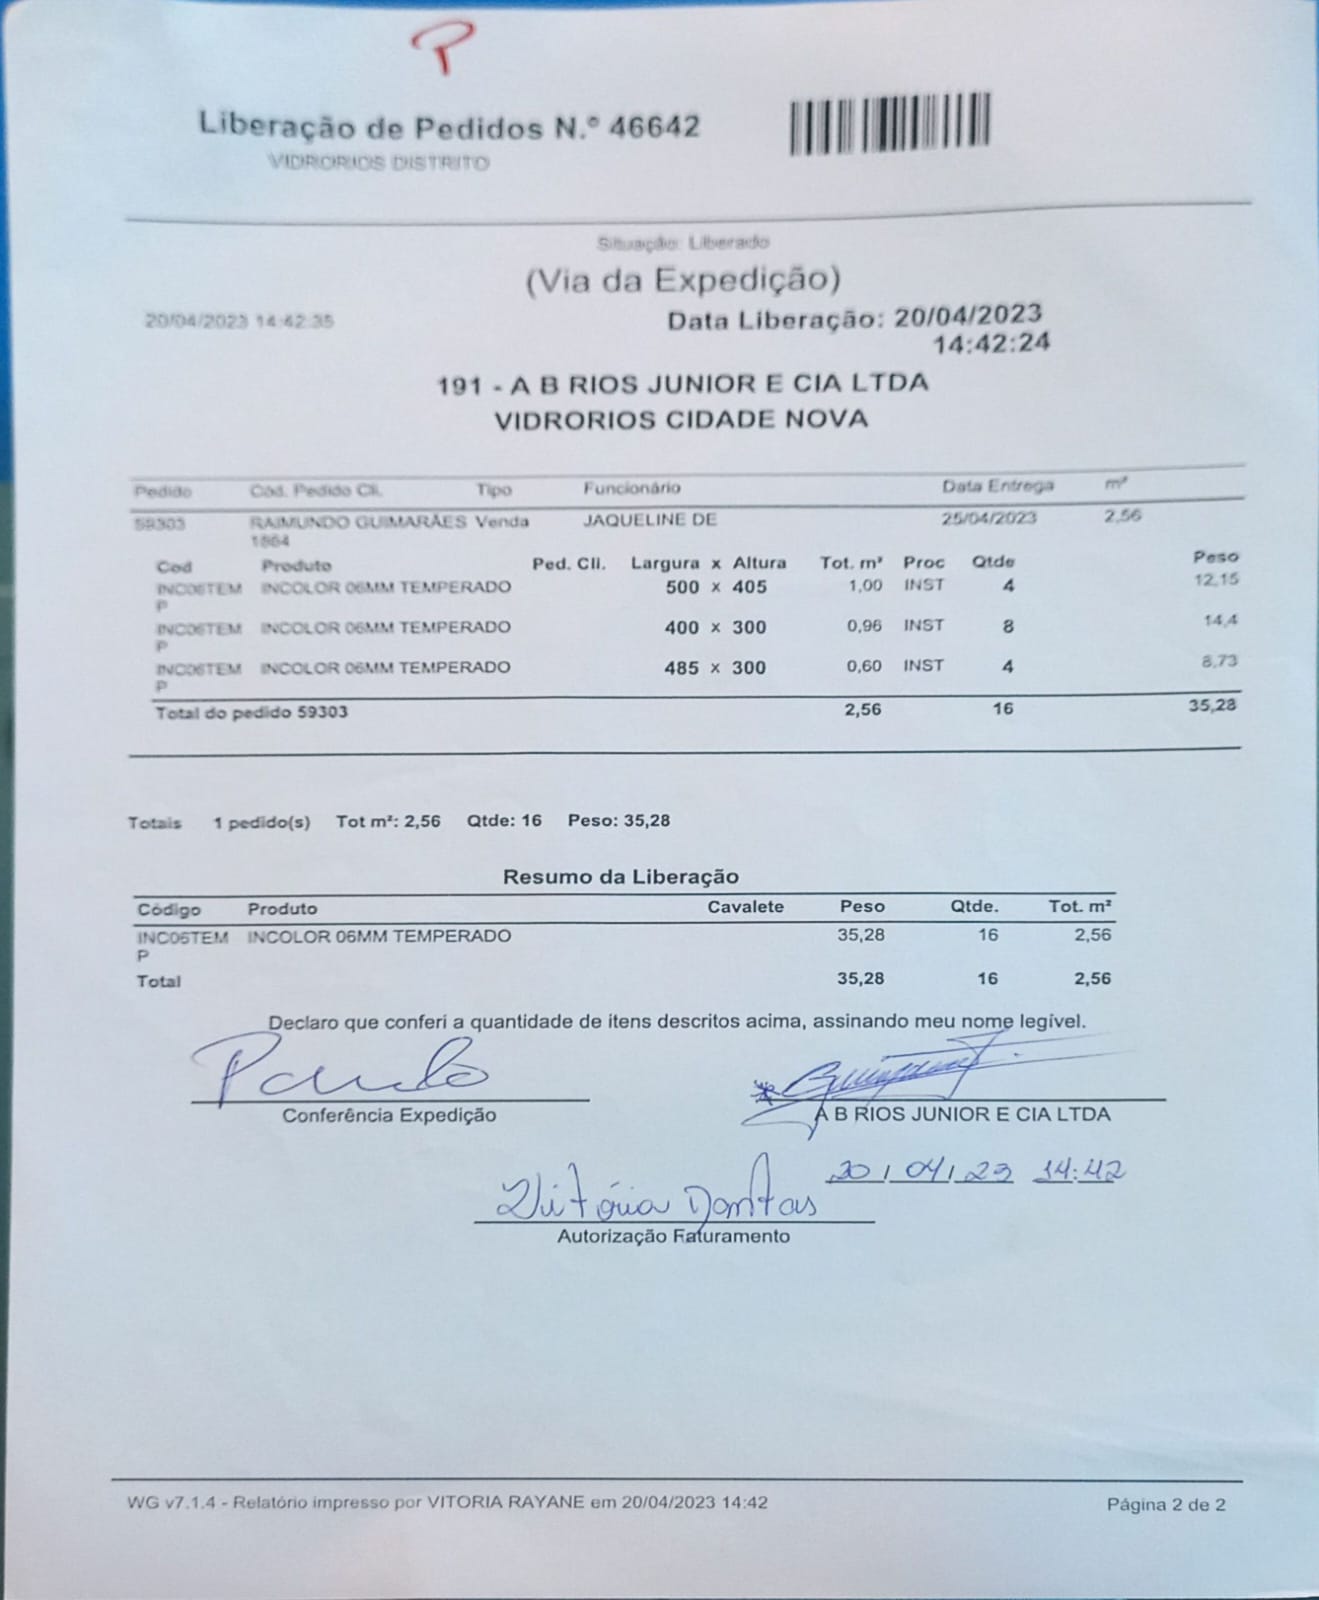 P
Liberação de Pedidos N.º 46642
VIDRORIOS DISTRITO
Situação: Liberado
(Via da Expedição)
20/04/2023 14:42:35 Data Liberação: 20/04/2023
14:42:24
191 - A B RIOS JUNIOR E CIA LTDA
VIDRORIOS CIDADE NOVA
Pedido Cód. Pedido Cli. Tipo Funcionário Data Entrega m²
59303 RAIMUNDO GUIMARÃES Venda JAQUELINE DE 25/04/2023 2,56
1864
Cod Produto Ped. Cli. Largura x Altura Tot. m² Proc Qtde Peso
INC06TEM INCOLOR 06MM TEMPERADO 500 x 405 1,00 INST 4 12,15
P
INC06TEM INCOLOR 06MM TEMPERADO 400 x 300 0,96 INST 8 14,4
P
INC06TEM INCOLOR 06MM TEMPERADO 485 x 300 0,60 INST 4 8,73
P
Total do pedido 59303 2,56 16 35,28
Totais 1 pedido(s) Tot m²: 2,56 Qtde: 16 Peso: 35,28
Resumo da Liberação
Código Produto Cavalete Peso Qtde. Tot. m²
INC06TEM INCOLOR 06MM TEMPERADO 35,28 16 2,56
P
Total 35,28 16 2,56
Declaro que conferi a quantidade de itens descritos acima, assinando meu nome legível.
Paulo
Conferência Expedição A B RIOS JUNIOR E CIA LTDA
20/04/23 14:42
Vitória Dantas
Autorização Faturamento
WG v7.1.4 - Relatório impresso por VITORIA RAYANE em 20/04/2023 14:42 Página 2 de 2